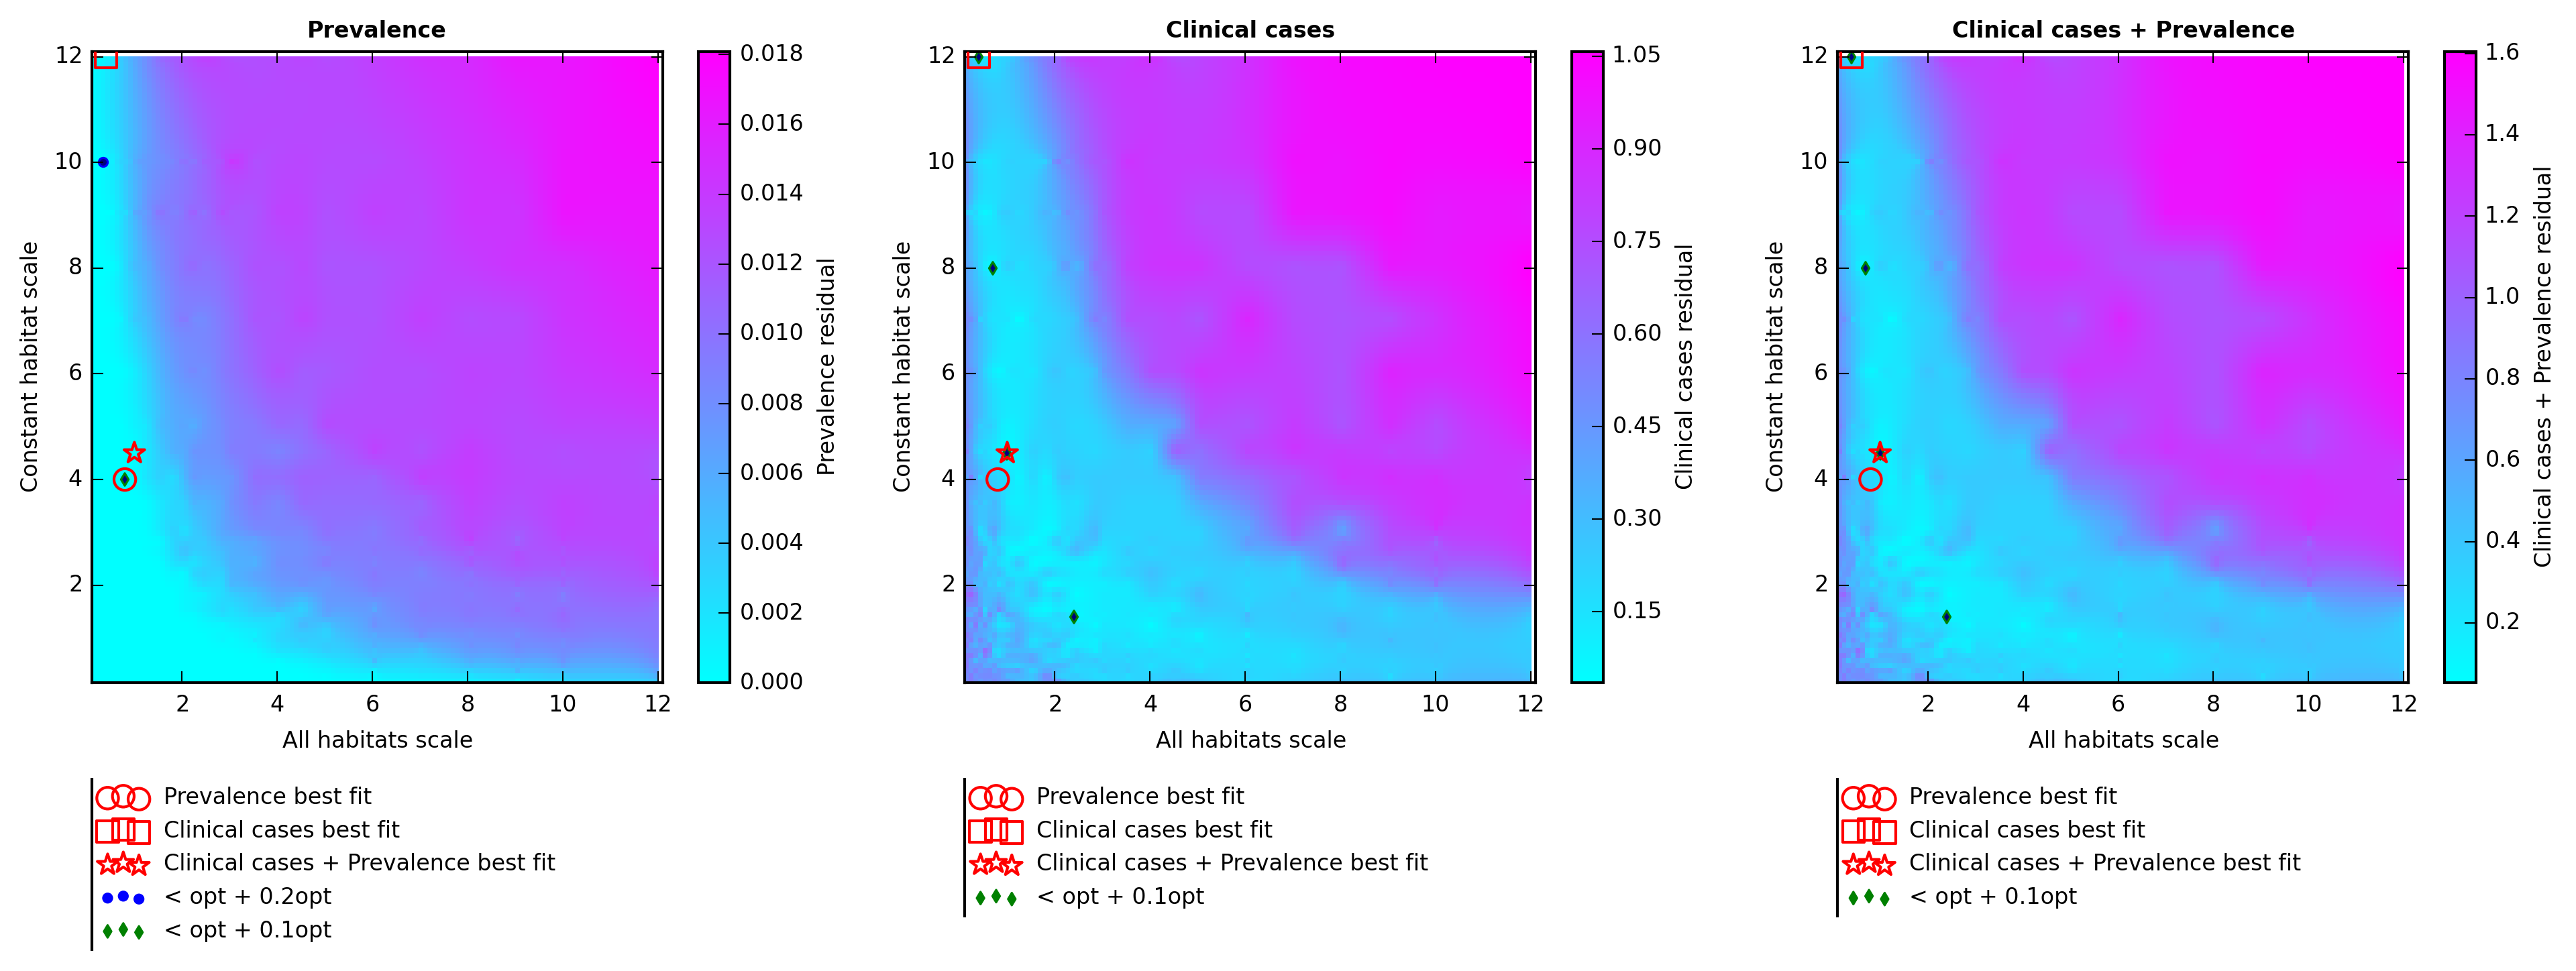 Prevalence
12
10
8
6
4
2
Constant habitat scale
2 4 6 8 10 12
All habitats scale
0.018
0.016
0.014
0.012
0.010
0.008
0.006
0.004
0.002
0.000
Prevalence residual
Prevalence best fit
Clinical cases best fit
Clinical cases + Prevalence best fit
< opt + 0.2opt
< opt + 0.1opt
Clinical cases
12
10
8
6
4
2
Constant habitat scale
2 4 6 8 10 12
All habitats scale
1.05
0.90
0.75
0.60
0.45
0.30
0.15
Clinical cases residual
Prevalence best fit
Clinical cases best fit
Clinical cases + Prevalence best fit
< opt + 0.1opt
Clinical cases + Prevalence
12
10
8
6
4
2
Constant habitat scale
2 4 6 8 10 12
All habitats scale
1.6
1.4
1.2
1.0
0.8
0.6
0.4
0.2
Clinical cases + Prevalence residual
Prevalence best fit
Clinical cases best fit
Clinical cases + Prevalence best fit
< opt + 0.1opt